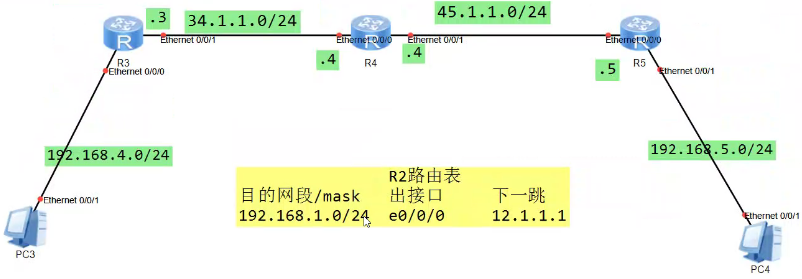 34.1.1.0/24
45.1.1.0/24
.3
R
R
R
Ethernet 0/0/1
Ethernet 0/0/0
Ethernet 0/0/1
Ethernet 0/0/0
R3
.4
R4
.4
.5
R5
Ethernet 0/0/0
Ethernet 0/0/1
192.168.4.0/24
192.168.5.0/24
R2路由表
目的网段/mask 出接口 下一跳
192.168.1.0/24 e0/0/0 12.1.1.1
Ethernet 0/0/1
Ethernet 0/0/0
PC3
PC4